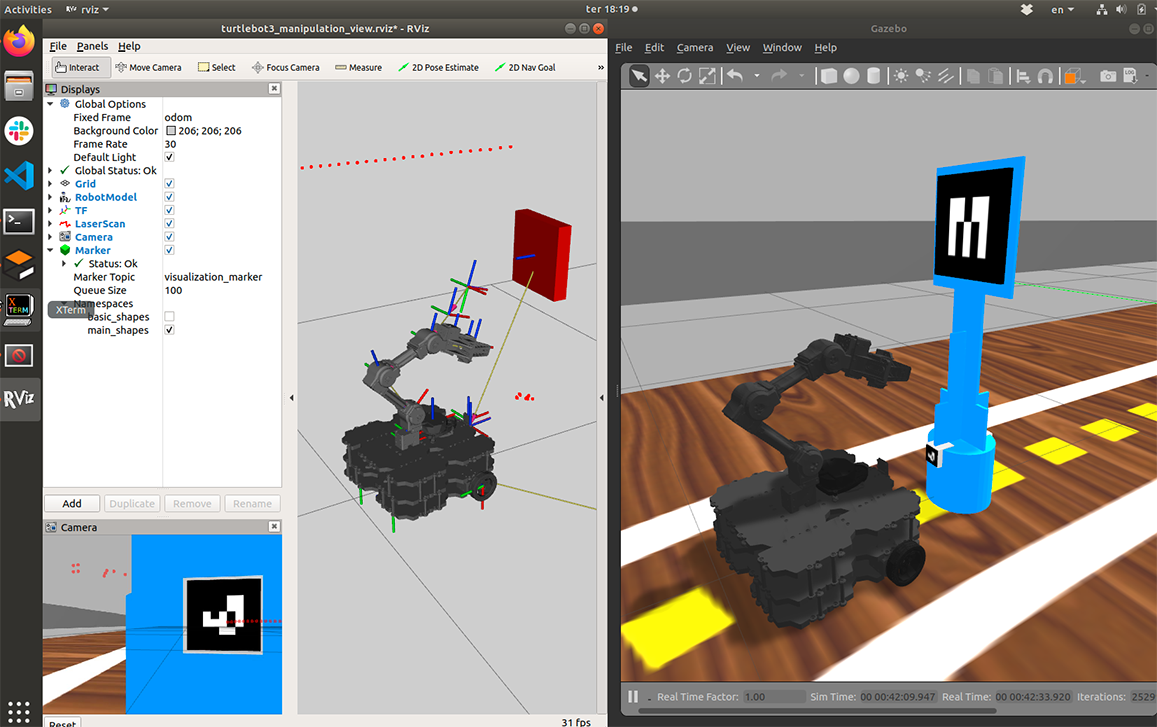 Activities
rviz
ter 18:19
en
turtlebot3_manipulation_view.rviz* - RViz
File Panels Help
Interact Move Camera Select Focus Camera Measure 2D Pose Estimate 2D Nav Goal »
Displays
Global Options
Fixed Frame odom
Background Color 206; 206; 206
Frame Rate 30
Default Light
Global Status: Ok
Grid
RobotModel
TF
LaserScan
Camera
Marker
Status: Ok
Marker Topic visualization_marker
Queue Size 100
Namespaces
XTerm
basic_shapes
main_shapes
Add Duplicate Remove Rename
Camera
Reset
31 fps
X TERM
RViz
Gazebo
File Edit Camera View Window Help
LOG
M
Real Time Factor: 1.00 Sim Time: 00 00:42:09.947 Real Time: 00 00:42:33.920 Iterations: 2529